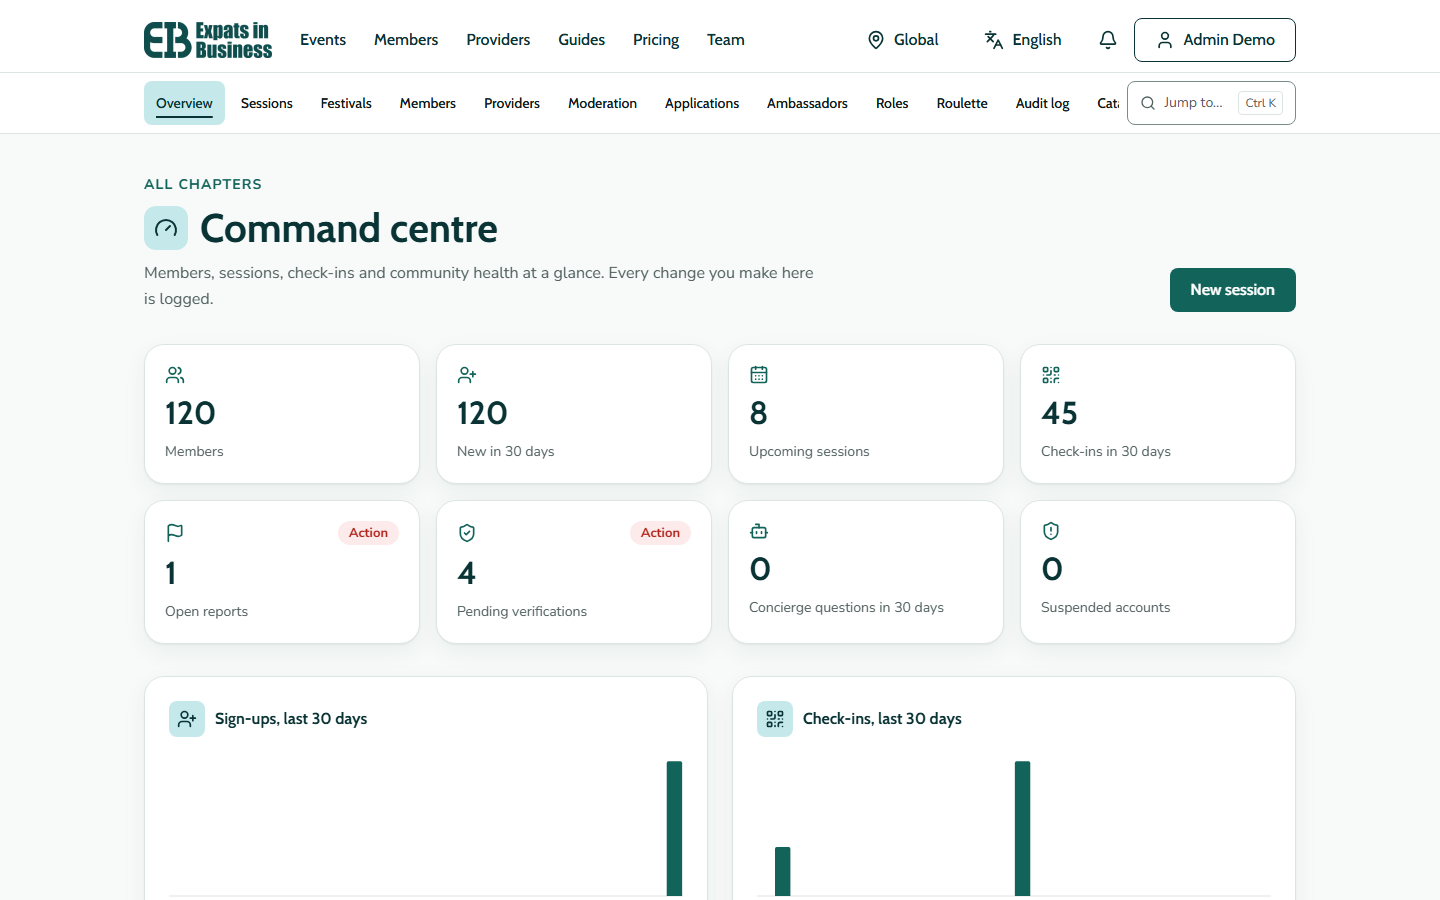 EIB Expats in Business
Events Members Providers Guides Pricing Team Global English Admin Demo
Overview Sessions Festivals Members Providers Moderation Applications Ambassadors Roles Roulette Audit log Jump to... Ctrl K
ALL CHAPTERS
Command centre
Members, sessions, check-ins and community health at a glance. Every change you make here
is logged.
New session
120
Members
120
New in 30 days
8
Upcoming sessions
45
Check-ins in 30 days
Action
1
Open reports
Action
4
Pending verifications
0
Concierge questions in 30 days
0
Suspended accounts
Sign-ups, last 30 days
Check-ins, last 30 days